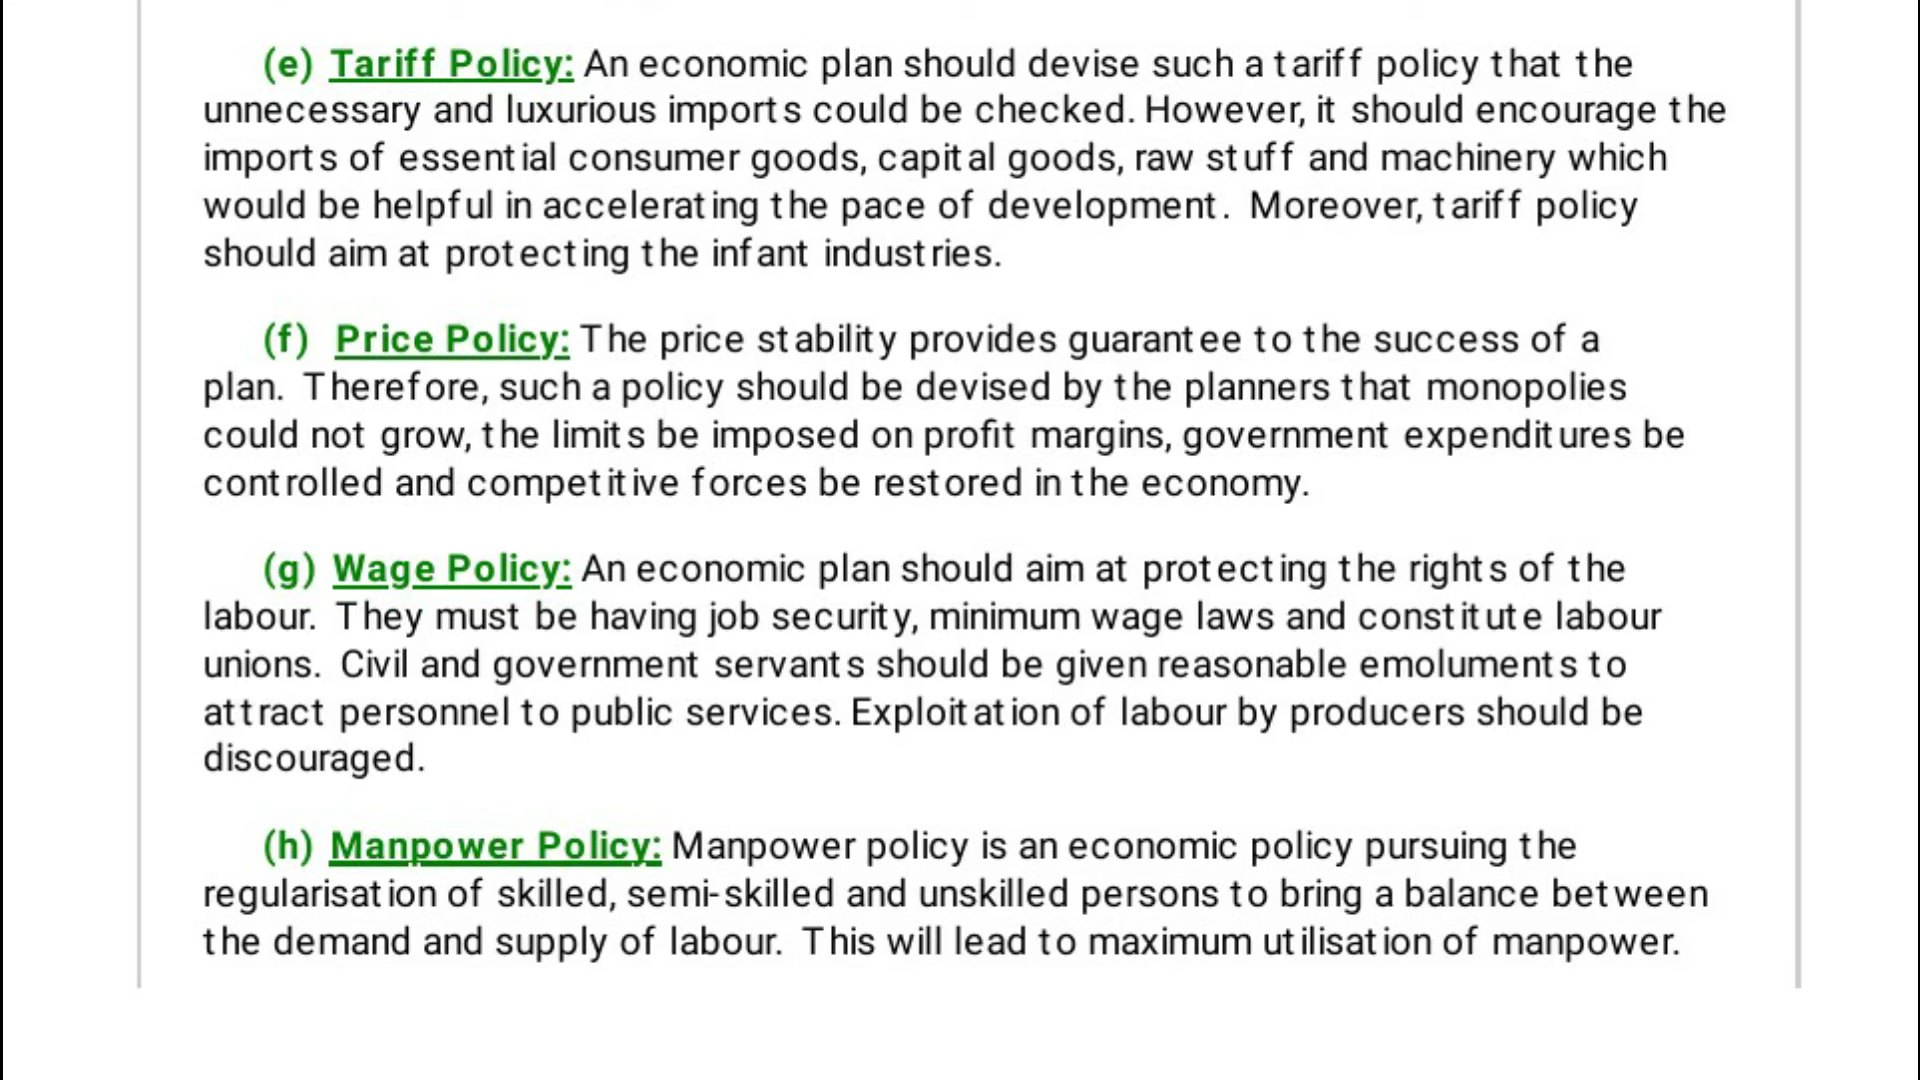 (e) Tariff Policy: An economic plan should devise such a tariff policy that the
unnecessary and luxurious imports could be checked. However, it should encourage the
imports of essential consumer goods, capital goods, raw stuff and machinery which
would be helpful in accelerating the pace of development. Moreover, tariff policy
should aim at protecting the infant industries.
(f) Price Policy: The price stability provides guarantee to the success of a
plan. Therefore, such a policy should be devised by the planners that monopolies
could not grow, the limits be imposed on profit margins, government expenditures be
controlled and competitive forces be restored in the economy.
(g) Wage Policy: An economic plan should aim at protecting the rights of the
labour. They must be having job security, minimum wage laws and constitute labour
unions. Civil and government servants should be given reasonable emoluments to
attract personnel to public services. Exploitation of labour by producers should be
discouraged.
(h) Manpower Policy: Manpower policy is an economic policy pursuing the
regularisation of skilled, semi-skilled and unskilled persons to bring a balance between
the demand and supply of labour. This will lead to maximum utilisation of manpower.